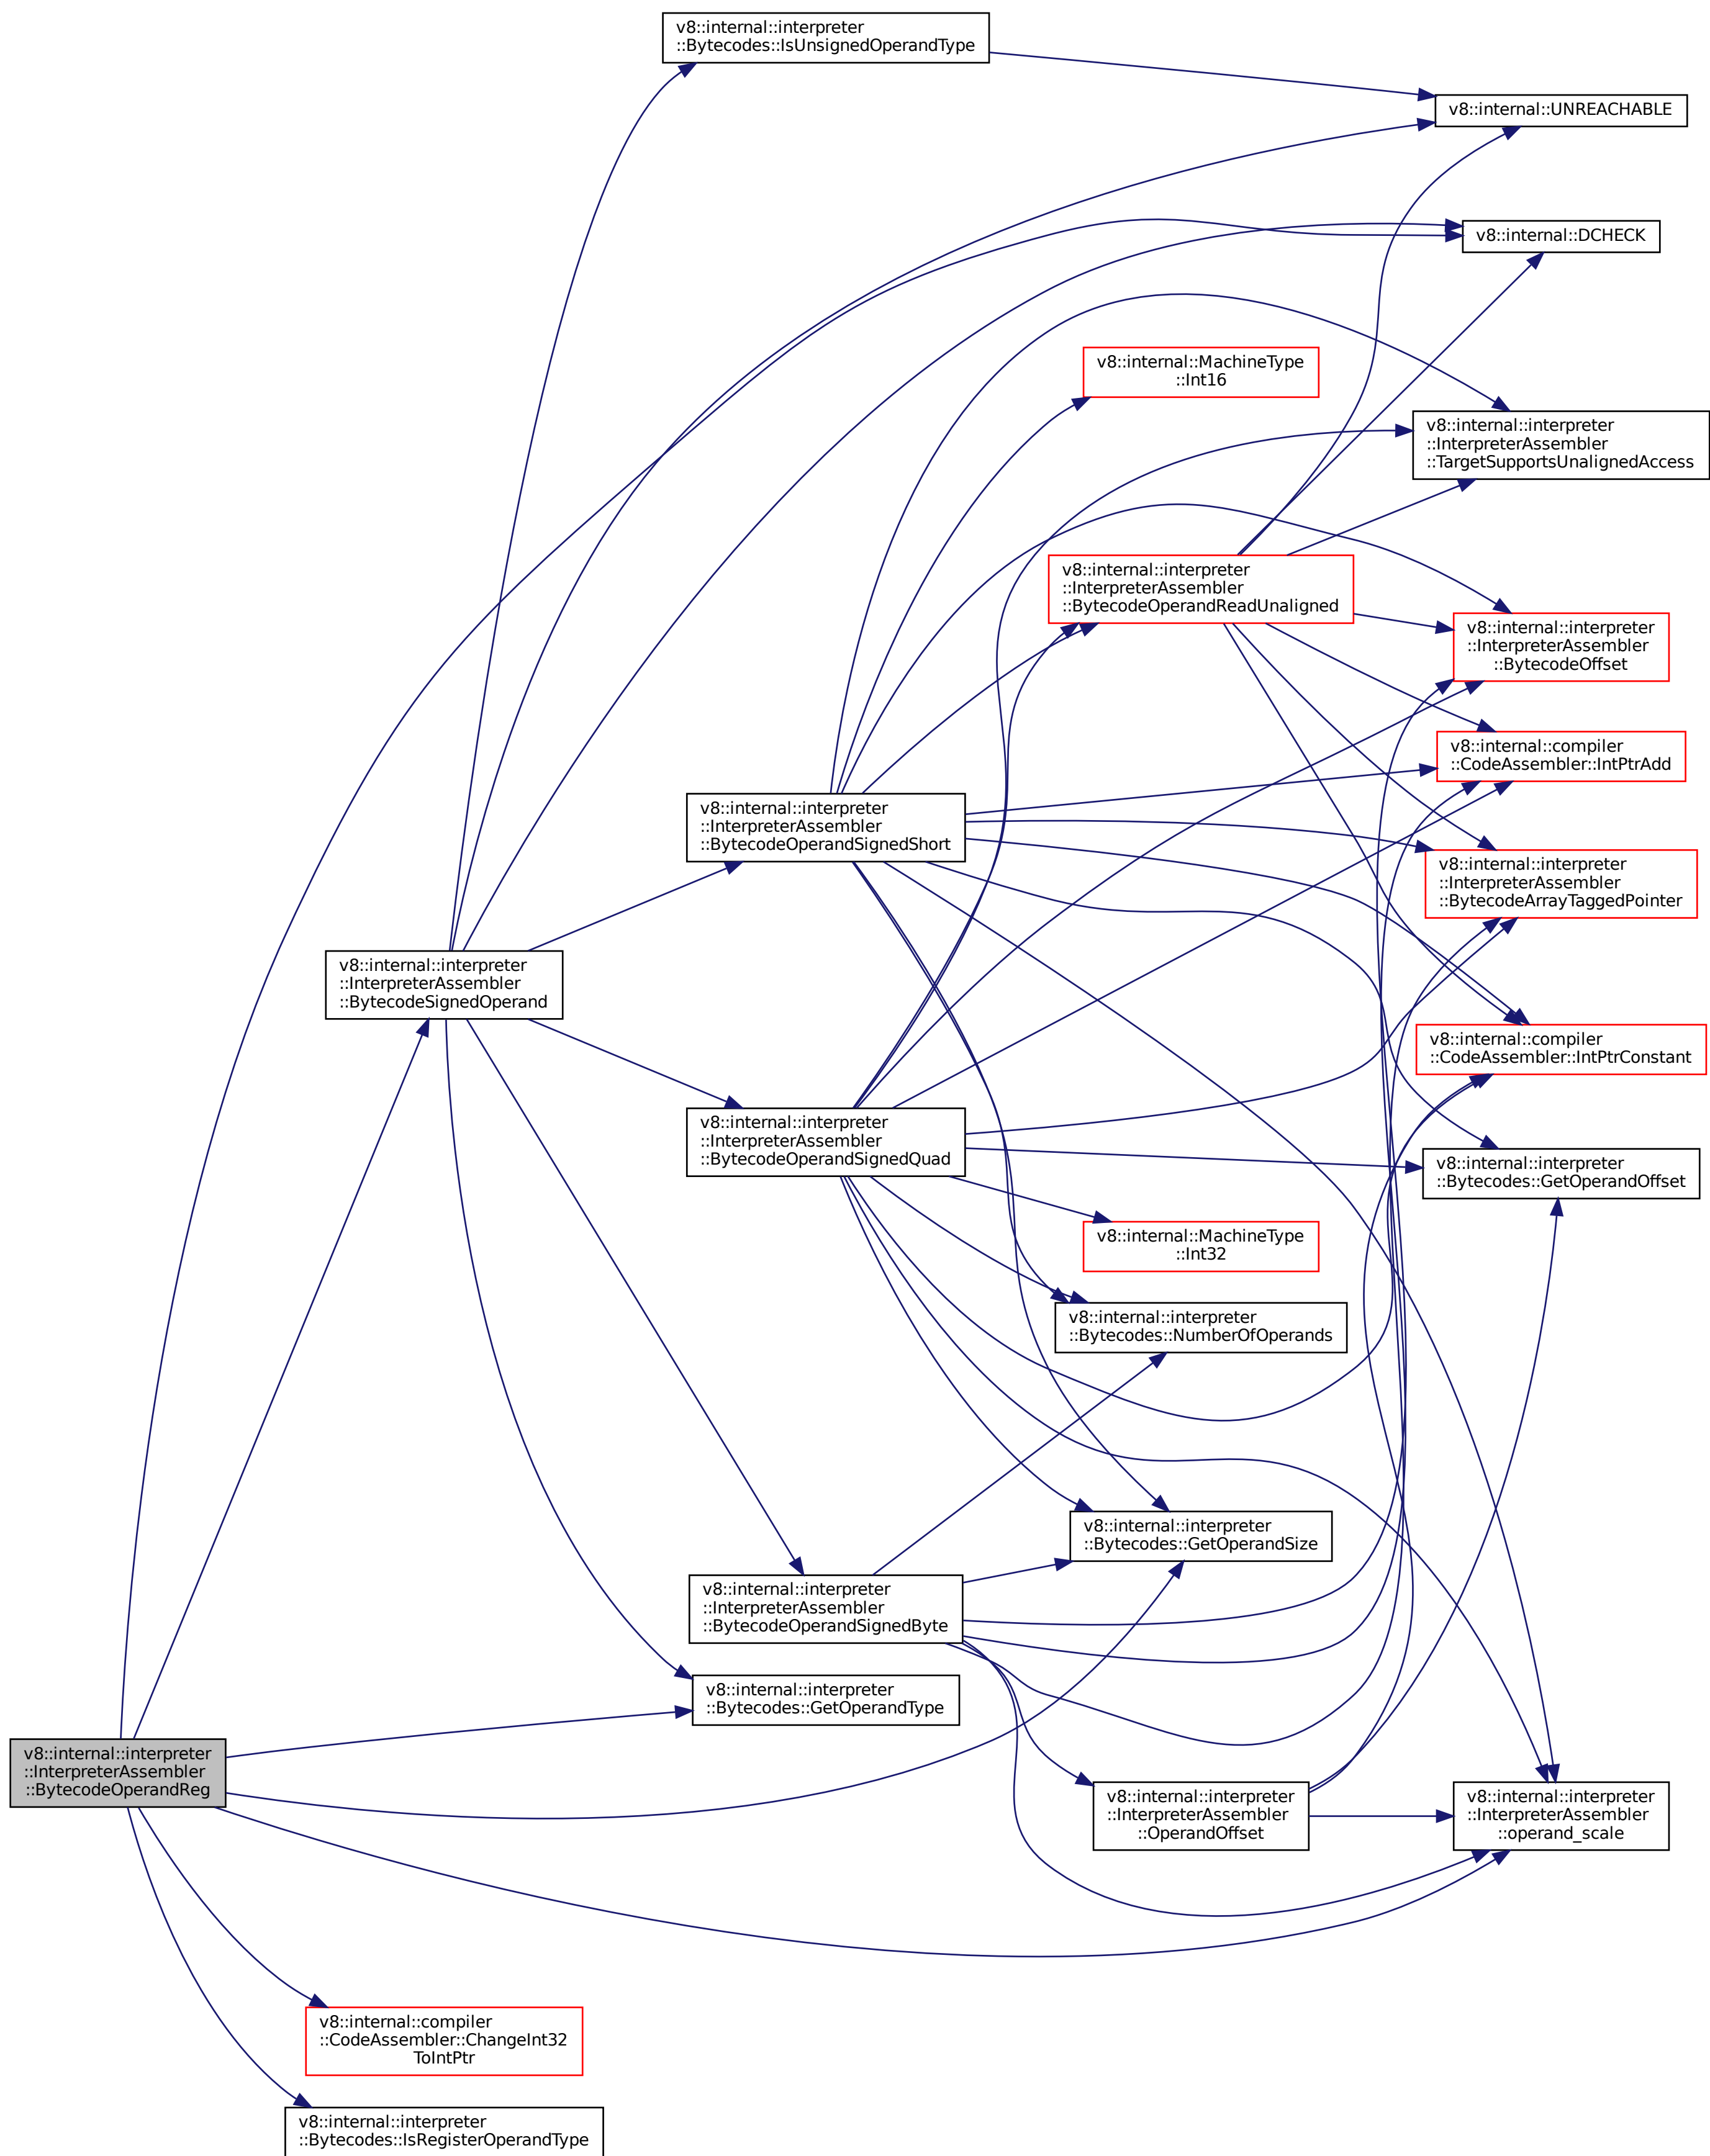 v8::internal::interpreter
::Bytecodes::IsUnsignedOperandType
v8::internal::UNREACHABLE
v8::internal::DCHECK
v8::internal::MachineType
::Int16
v8::internal::interpreter
::InterpreterAssembler
::TargetSupportsUnalignedAccess
v8::internal::interpreter
::InterpreterAssembler
::BytecodeOperandReadUnaligned
v8::internal::interpreter
::InterpreterAssembler
::BytecodeOffset
v8::internal::compiler
::CodeAssembler::IntPtrAdd
v8::internal::interpreter
::InterpreterAssembler
::BytecodeOperandSignedShort
v8::internal::interpreter
::InterpreterAssembler
::BytecodeArrayTaggedPointer
v8::internal::interpreter
::InterpreterAssembler
::BytecodeSignedOperand
v8::internal::compiler
::CodeAssembler::IntPtrConstant
v8::internal::interpreter
::InterpreterAssembler
::BytecodeOperandSignedQuad
v8::internal::interpreter
::Bytecodes::GetOperandOffset
v8::internal::MachineType
::Int32
v8::internal::interpreter
::Bytecodes::NumberOfOperands
v8::internal::interpreter
::Bytecodes::GetOperandSize
v8::internal::interpreter
::InterpreterAssembler
::BytecodeOperandSignedByte
v8::internal::interpreter
::Bytecodes::GetOperandType
v8::internal::interpreter
::InterpreterAssembler
::BytecodeOperandReg
v8::internal::interpreter
::InterpreterAssembler
::OperandOffset
v8::internal::interpreter
::InterpreterAssembler
::operand_scale
v8::internal::compiler
::CodeAssembler::ChangeInt32
ToIntPtr
v8::internal::interpreter
::Bytecodes::IsRegisterOperandType